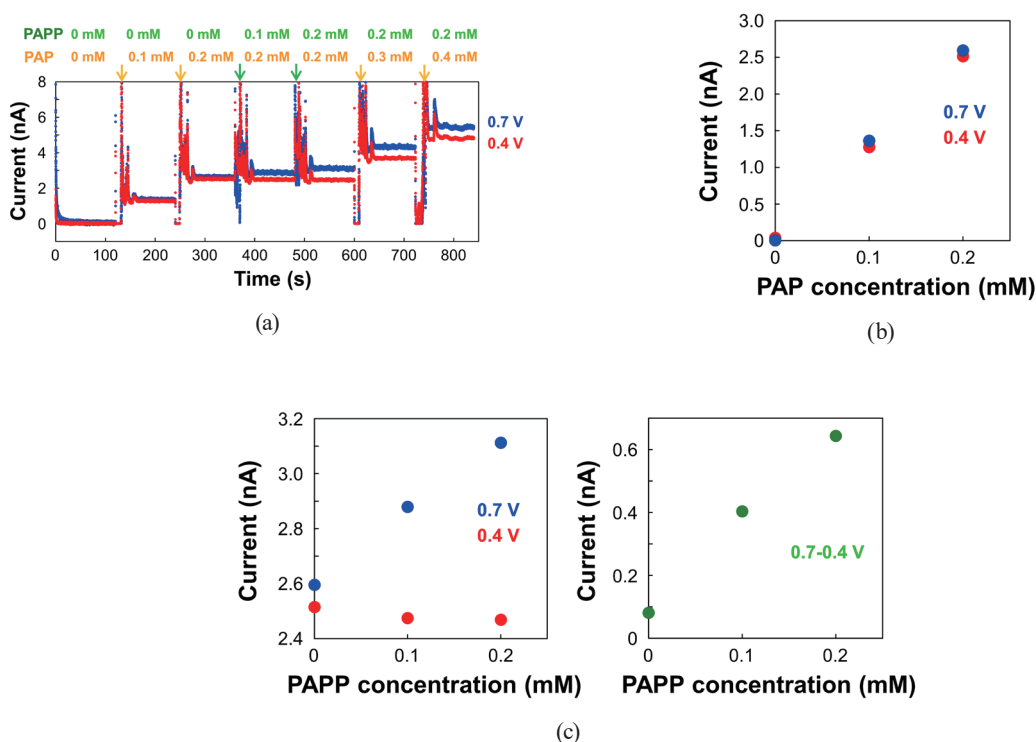 PAPP 0 mM 0 mM 0 mM 0.1 mM 0.2 mM 0.2 mM 0.2 mM
PAP 0 mM 0.1 mM 0.2 mM 0.2 mM 0.2 mM 0.3 mM 0.4 mM
Current (nA)
8
6
4
2
0
0.7 V
0.4 V
0 100 200 300 400 500 600 700 800
Time (s)
(a)
Current (nA)
3.0
2.5
2.0
1.5
1.0
0.5
0
0.7 V
0.4 V
0 0.1 0.2
PAP concentration (mM)
(b)
Current (nA)
3.2
3.0
2.8
2.6
2.4
0.7 V
0.4 V
0 0.1 0.2
PAPP concentration (mM)
Current (nA)
0.6
0.4
0.2
0
0.7-0.4 V
0 0.1 0.2
PAPP concentration (mM)
(c)